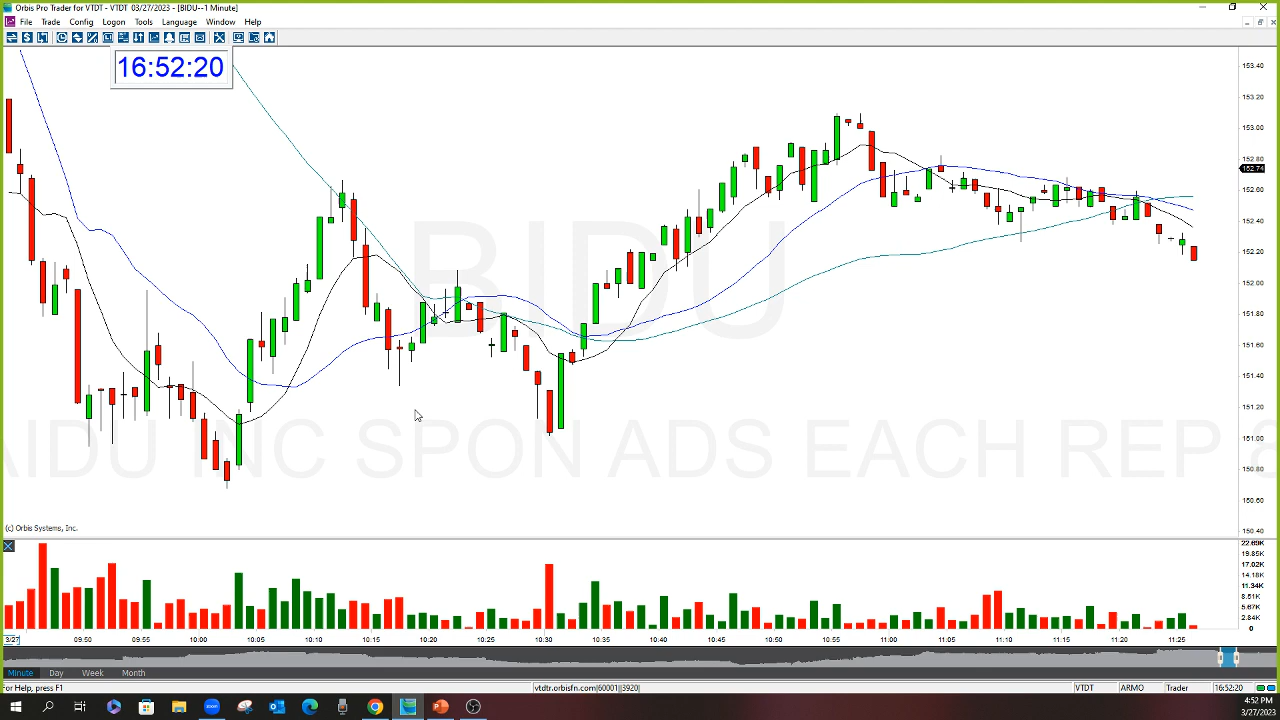 Orbis Pro Trader for VTDT - VTDT 03/27/2023 - [BIDU--1 Minute]
File Trade Config Logon Tools Language Window Help
16:52:20
153.40
153.20
153.00
152.80
152.74
152.60
152.40
152.20
152.00
151.80
151.60
151.40
151.20
151.00
150.80
150.60
150.40
BIDU
AIDU INC SPON ADS EACH REP
(c) Orbis Systems, Inc.
22.69K
19.85K
17.02K
14.18K
11.34K
8.51K
5.67K
2.84K
0
3/27 09:50 09:55 10:00 10:05 10:10 10:15 10:20 10:25 10:30 10:35 10:40 10:45 10:50 10:55 11:00 11:05 11:10 11:15 11:20 11:25
Minute Day Week Month
For Help, press F1 vtdtr.orbisfn.com|60001||3920| VTDT ARMO Trader 16:52:20
zoom
4:52 PM
3/27/2023